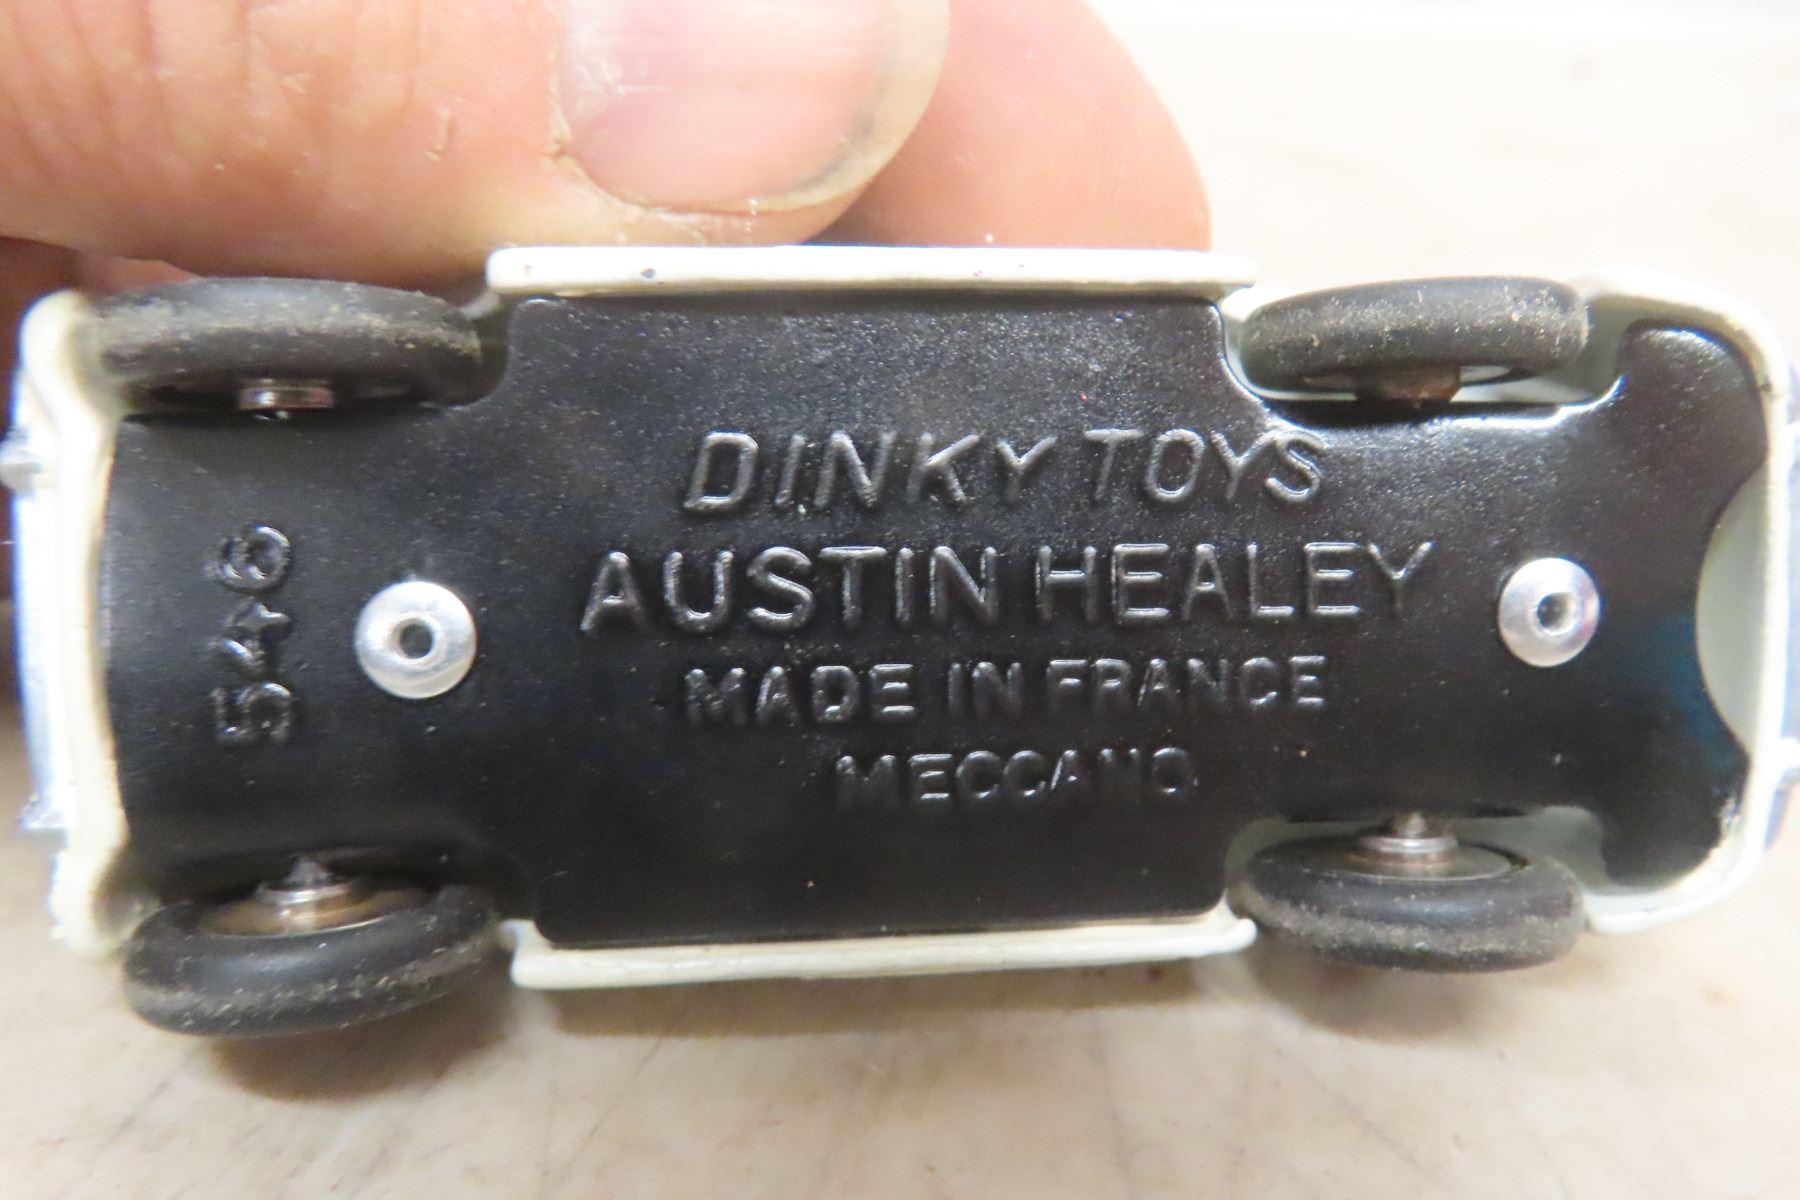 DINKY TOYS
AUSTIN HEALEY
MADE IN FRANCE
MECCANO
546